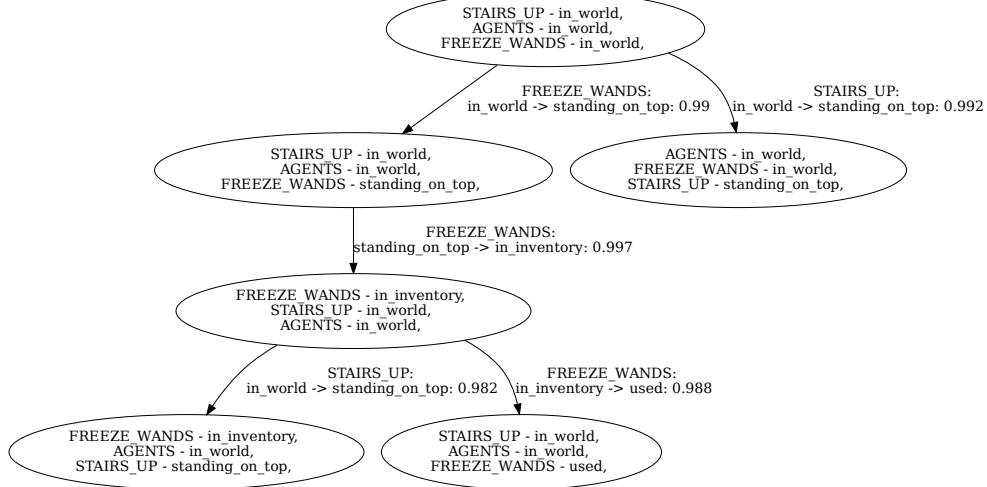 STAIRS_UP - in_world,
AGENTS - in_world,
FREEZE_WANDS - in_world,
FREEZE_WANDS:
in_world -> standing_on_top: 0.99
STAIRS_UP:
in_world -> standing_on_top: 0.992
STAIRS_UP - in_world,
AGENTS - in_world,
FREEZE_WANDS - standing_on_top,
AGENTS - in_world,
FREEZE_WANDS - in_world,
STAIRS_UP - standing_on_top,
FREEZE_WANDS:
standing_on_top -> in_inventory: 0.997
FREEZE_WANDS - in_inventory,
STAIRS_UP - in_world,
AGENTS - in_world,
STAIRS_UP:
in_world -> standing_on_top: 0.982
FREEZE_WANDS:
in_inventory -> used: 0.988
FREEZE_WANDS - in_inventory,
AGENTS - in_world,
STAIRS_UP - standing_on_top,
STAIRS_UP - in_world,
AGENTS - in_world,
FREEZE_WANDS - used,